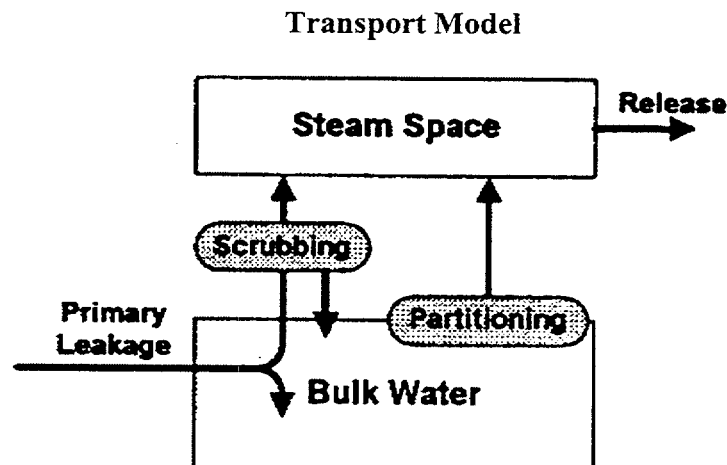 Transport Model
Steam Space
Release
Scrubbing
Primary
Leakage
Partitioning
Bulk Water